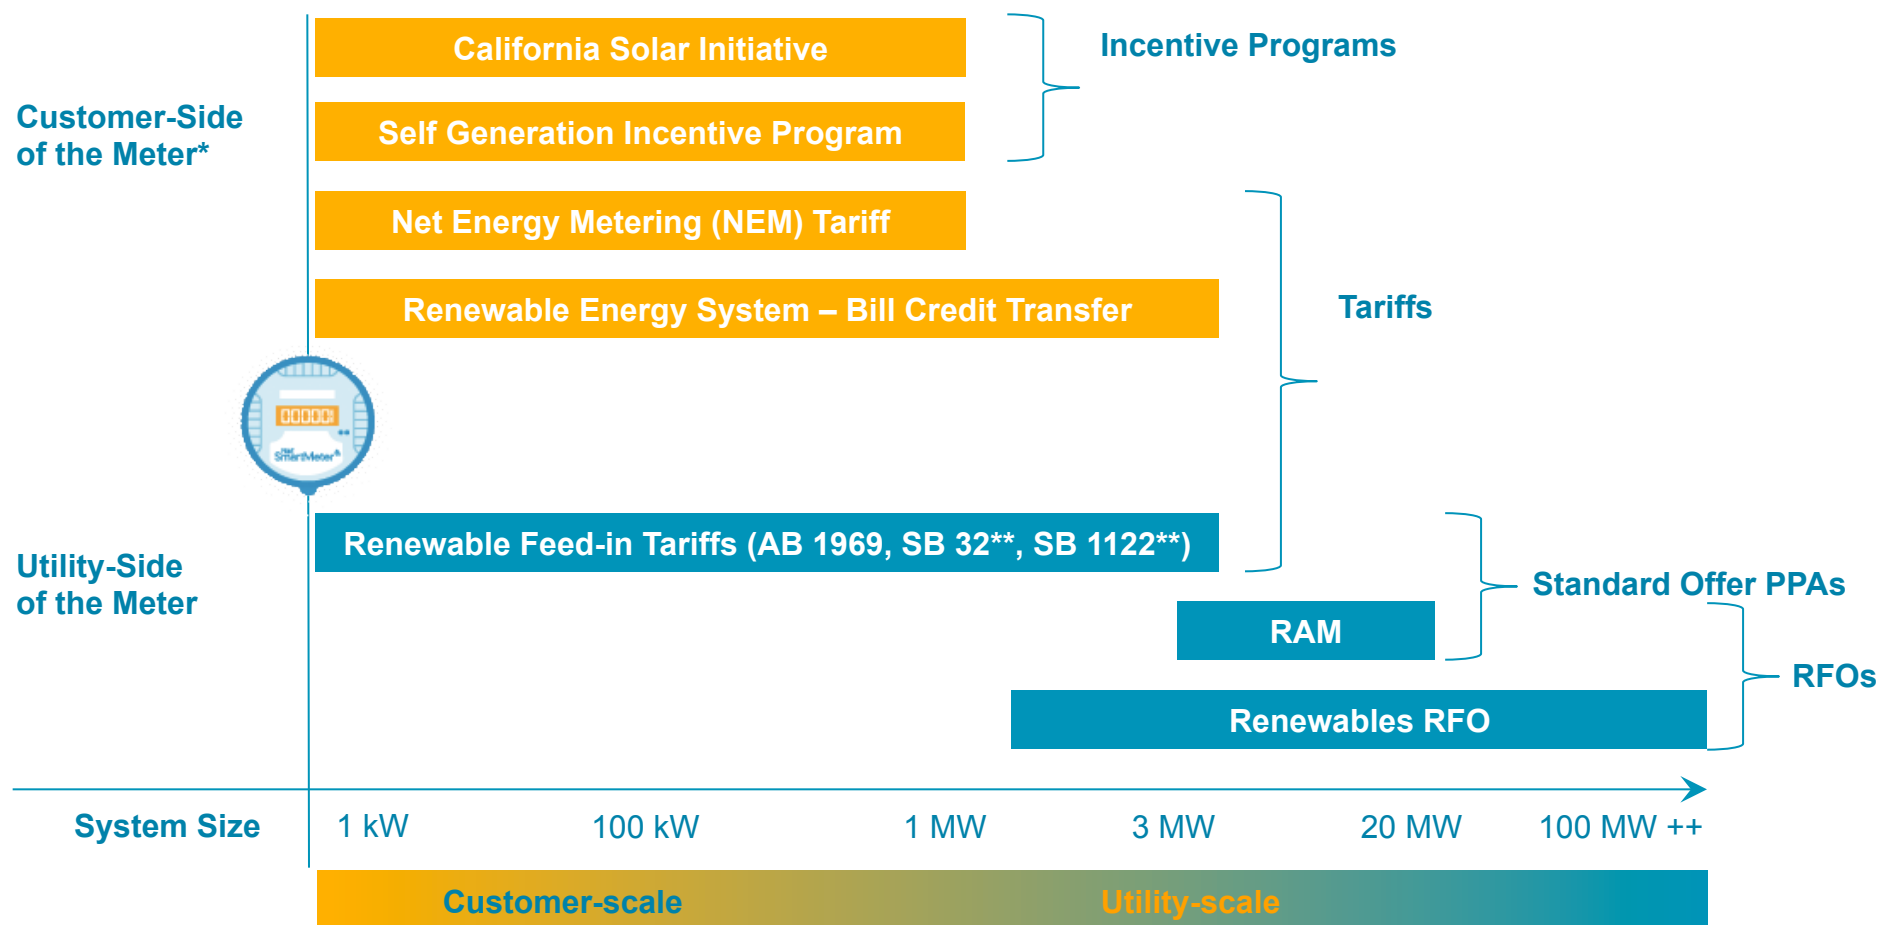 California Solar Initiative
Incentive Programs
Customer-Side
of the Meter*
Self Generation Incentive Program
Net Energy Metering (NEM) Tariff
Renewable Energy System – Bill Credit Transfer
Tariffs
SmartMeter
Renewable Feed-in Tariffs (AB 1969, SB 32**, SB 1122**)
Utility-Side
of the Meter
Standard Offer PPAs
RAM
RFOs
Renewables RFO
System Size
1 kW
100 kW
1 MW
3 MW
20 MW
100 MW ++
Customer-scale
Utility-scale